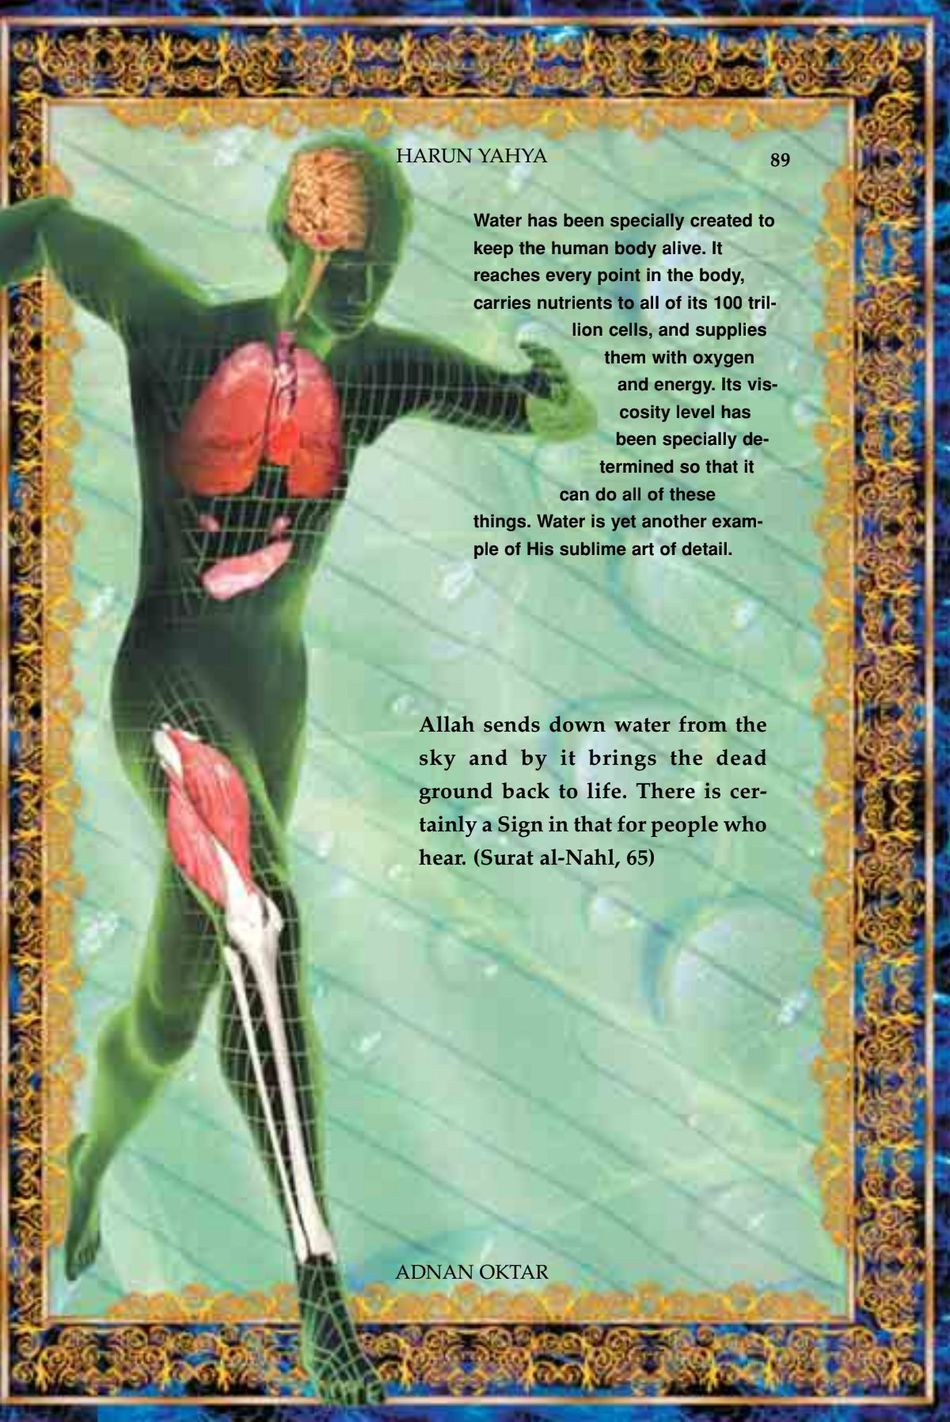 HARUN YAHYA
89
Water has been specially created to
keep the human body alive. It
reaches every point in the body,
carries nutrients to all of its 100 tril-
lion cells, and supplies
them with oxygen
and energy. Its vis-
cosity level has
been specially de-
termined so that it
can do all of these
things. Water is yet another exam-
ple of His sublime art of detail.
Allah sends down water from the
sky and by it brings the dead
ground back to life. There is cer-
tainly a Sign in that for people who
hear. (Surat al-Nahl, 65)
ADNAN OKTAR